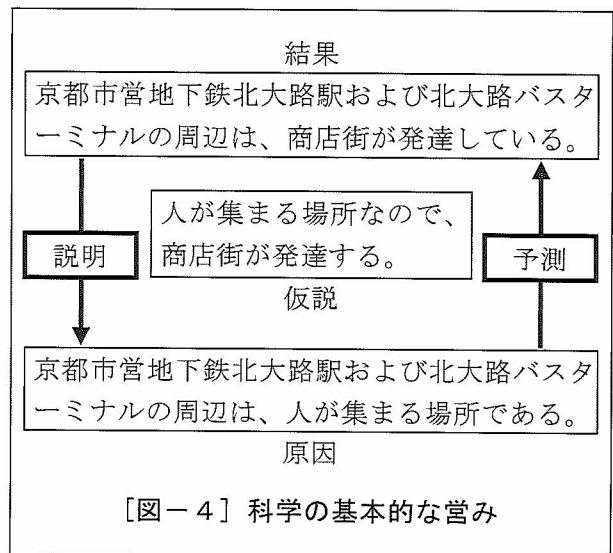 結果
京都市営地下鉄北大路駅および北大路バスタ
ーミナルの周辺は、商店街が発達している。
人が集まる場所なので、
商店街が発達する。
説明
予測
仮説
京都市営地下鉄北大路駅および北大路バスタ
ーミナルの周辺は、人が集まる場所である。
原因
[図-4] 科学の基本的な営み